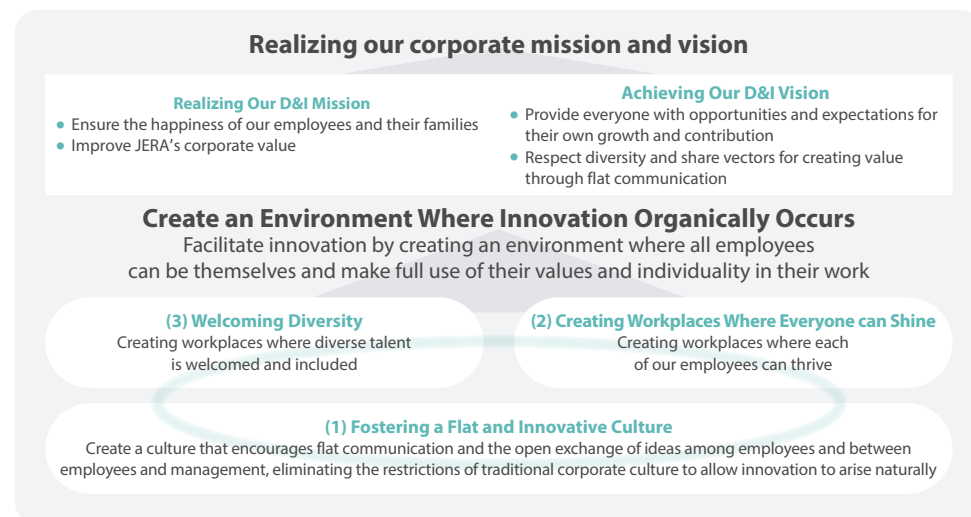 Realizing our corporate mission and vision
Realizing Our D&I Mission
● Ensure the happiness of our employees and their families
● Improve JERA's corporate value
Achieving Our D&I Vision
● Provide everyone with opportunities and expectations for
their own growth and contribution
● Respect diversity and share vectors for creating value
through flat communication
Create an Environment Where Innovation Organically Occurs
Facilitate innovation by creating an environment where all employees
can be themselves and make full use of their values and individuality in their work
(3) Welcoming Diversity
Creating workplaces where diverse talent
is welcomed and included
(2) Creating Workplaces Where Everyone can Shine
Creating workplaces where each
of our employees can thrive
(1) Fostering a Flat and Innovative Culture
Create a culture that encourages flat communication and the open exchange of ideas among employees and between
employees and management, eliminating the restrictions of traditional corporate culture to allow innovation to arise naturally